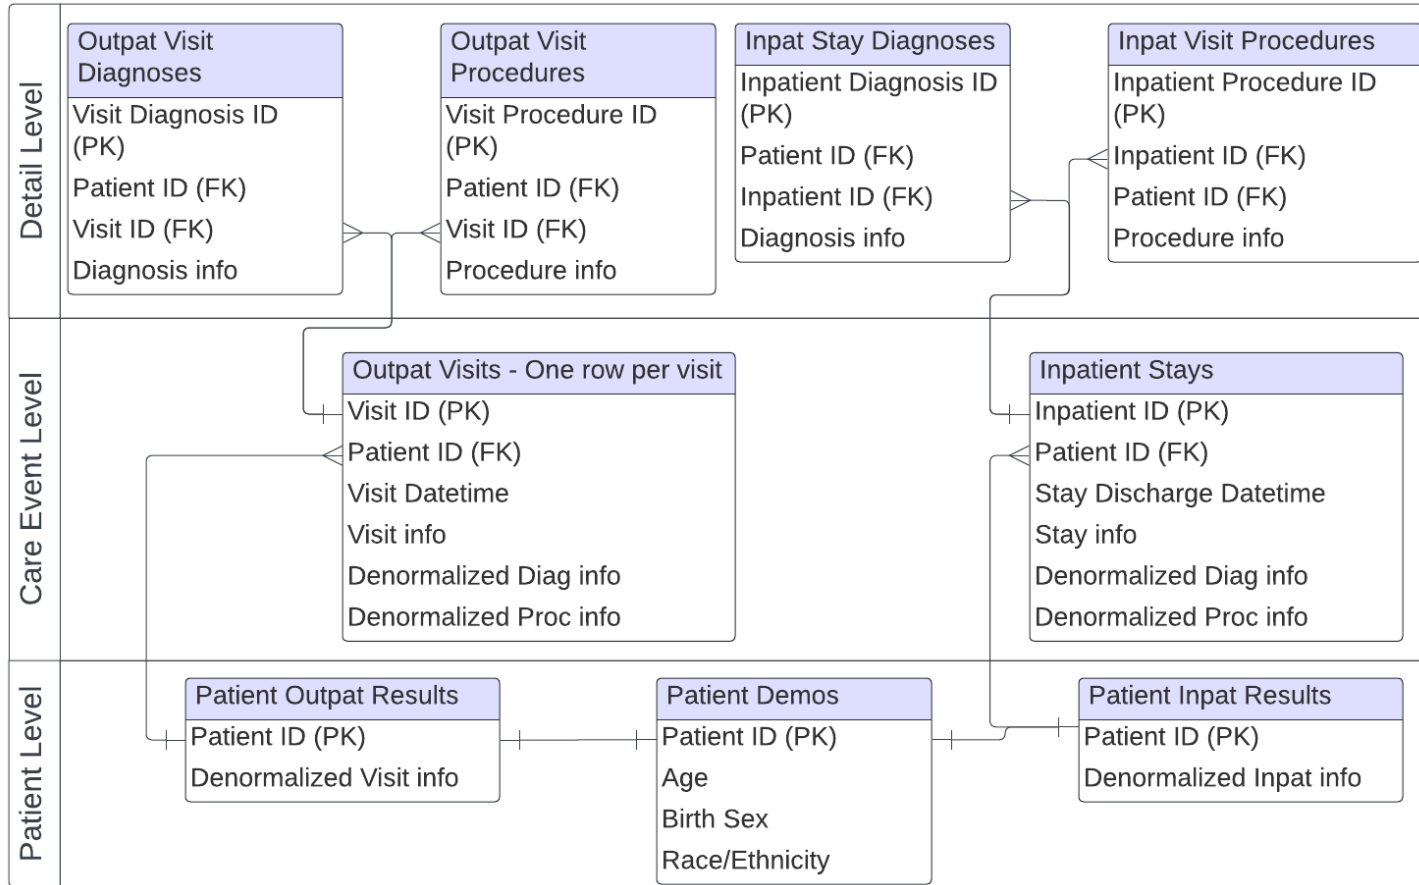 Detail Level
Outpat Visit
Diagnoses
Visit Diagnosis ID
(PK)
Patient ID (FK)
Visit ID (FK)
Diagnosis info
Outpat Visit
Procedures
Visit Procedure ID
(PK)
Patient ID (FK)
Visit ID (FK)
Procedure info
Inpat Stay Diagnoses
Inpatient Diagnosis ID
(PK)
Patient ID (FK)
Inpatient ID (FK)
Diagnosis info
Inpat Visit Procedures
Inpatient Procedure ID
(PK)
Inpatient ID (FK)
Patient ID (FK)
Procedure info
Care Event Level
Outpat Visits - One row per visit
Visit ID (PK)
Patient ID (FK)
Visit Datetime
Visit info
Denormalized Diag info
Denormalized Proc info
Inpatient Stays
Inpatient ID (PK)
Patient ID (FK)
Stay Discharge Datetime
Stay info
Denormalized Diag info
Denormalized Proc info
Patient Level
Patient Outpat Results
Patient ID (PK)
Denormalized Visit info
Patient Demos
Patient ID (PK)
Age
Birth Sex
Race/Ethnicity
Patient Inpat Results
Patient ID (PK)
Denormalized Inpat info